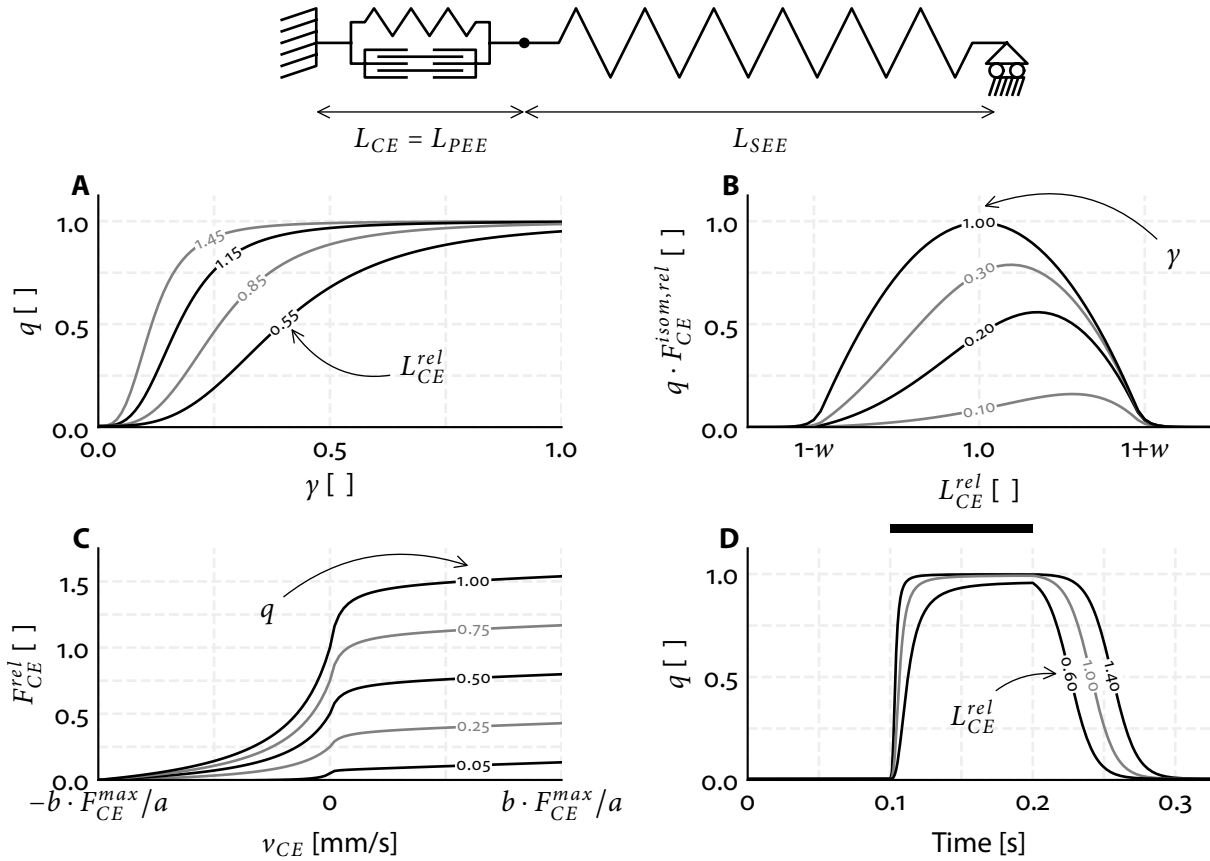 L_CE = L_PEE
L_SEE
A
1.0
0.5
0.0
q [ ]
1.45
1.15
0.85
0.55
L_CE^rel
0.0
0.5
1.0
γ [ ]
B
1.0
0.5
0.0
q · F_CE^isom,rel [ ]
1.00
0.30
0.20
0.10
γ
1-w
1.0
1+w
L_CE^rel [ ]
C
1.5
1.0
0.5
0.0
F_CE^rel [ ]
q
1.00
0.75
0.50
0.25
0.05
−b · F_CE^max/a
0
b · F_CE^max/a
v_CE [mm/s]
D
1.0
0.5
0.0
q [ ]
0.60
1.00
1.40
L_CE^rel
0
0.1
0.2
0.3
Time [s]